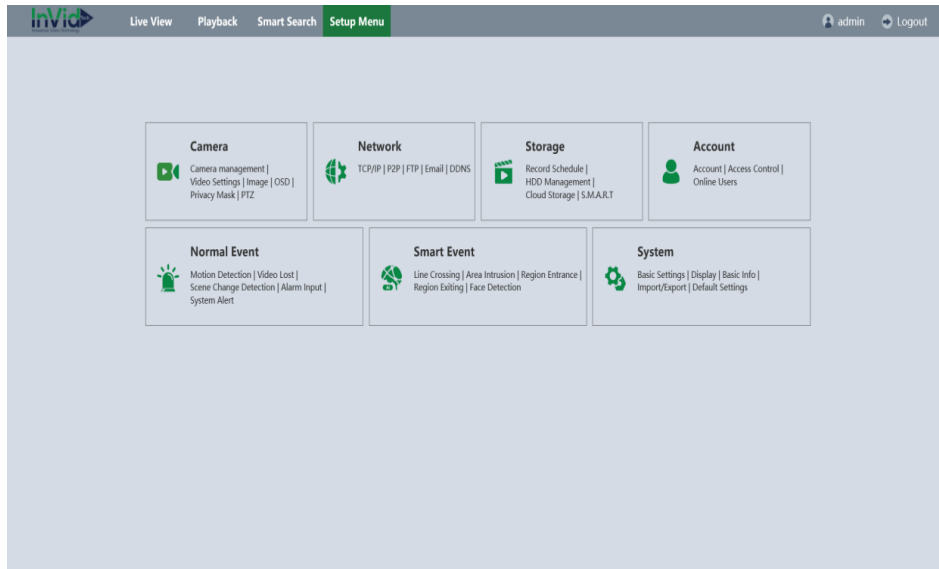 InVid
Live View Playback Smart Search Setup Menu admin Logout
Camera
Camera management |
Video Settings | Image | OSD |
Privacy Mask | PTZ
Network
TCP/IP | P2P | FTP | Email | DDNS
Storage
Record Schedule |
HDD Management |
Cloud Storage | S.M.A.R.T
Account
Account | Access Control |
Online Users
Normal Event
Motion Detection | Video Lost |
Scene Change Detection | Alarm Input |
System Alert
Smart Event
Line Crossing | Area Intrusion | Region Entrance |
Region Exiting | Face Detection
System
Basic Settings | Display | Basic Info |
Import/Export | Default Settings